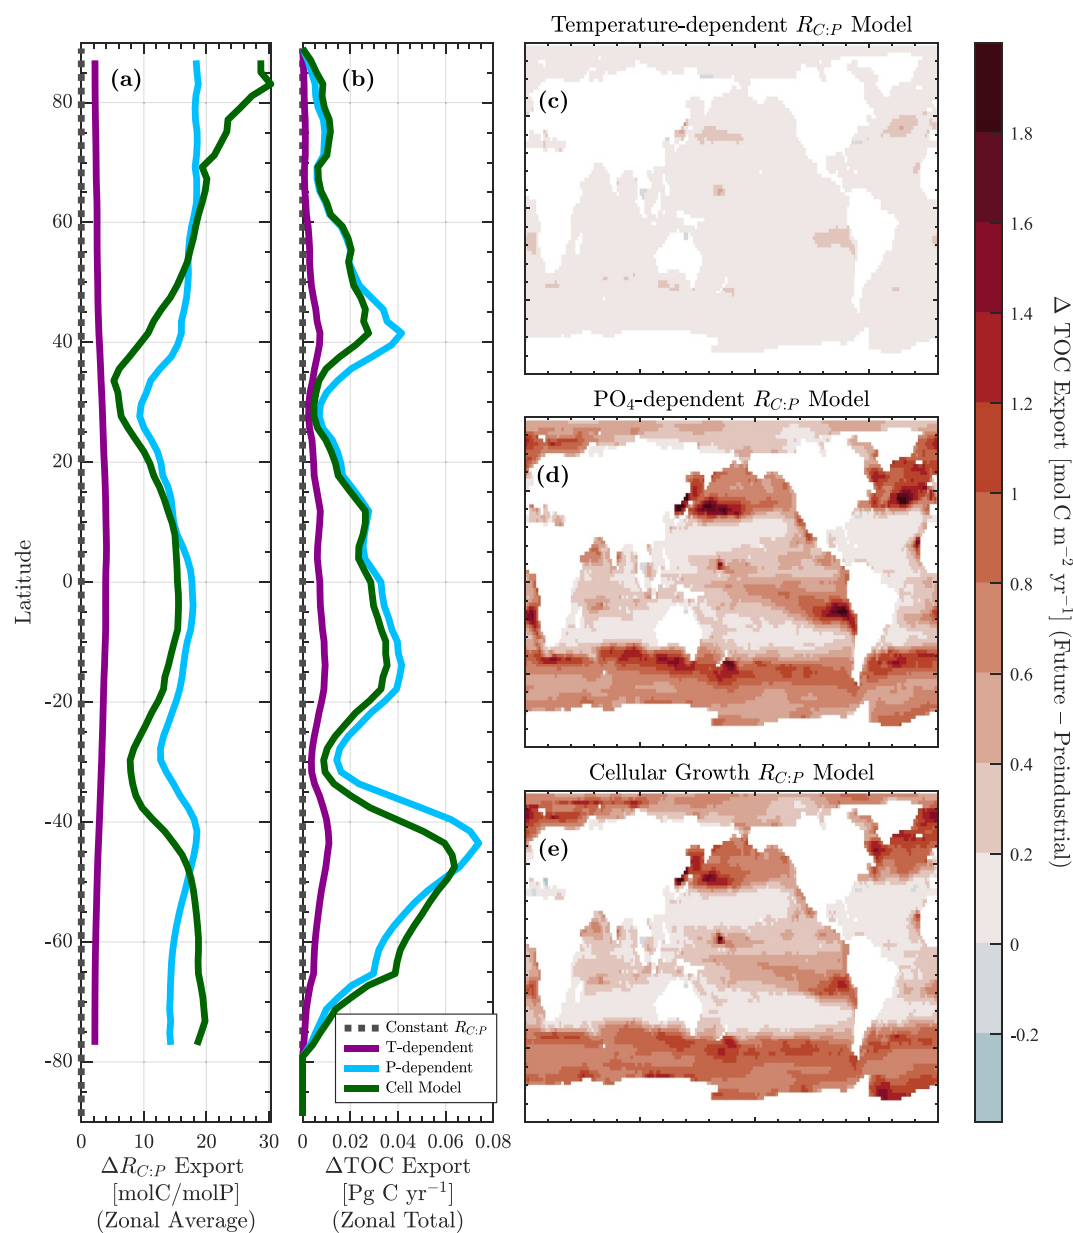 (a)
80
60
40
20
0
-20
-40
-60
-80
Latitude
0 10 20 30
ΔR_{C:P} Export
[molC/molP]
(Zonal Average)
(b)
Constant R_{C:P}
T-dependent
P-dependent
Cell Model
0 0.02 0.04 0.06 0.08
ΔTOC Export
[Pg C yr⁻¹]
(Zonal Total)
Temperature-dependent R_{C:P} Model
(c)
PO₄-dependent R_{C:P} Model
(d)
Cellular Growth R_{C:P} Model
(e)
1.8
1.6
1.4
1.2
1
0.8
0.6
0.4
0.2
0
-0.2
Δ TOC Export [mol C m⁻² yr⁻¹] (Future − Preindustrial)